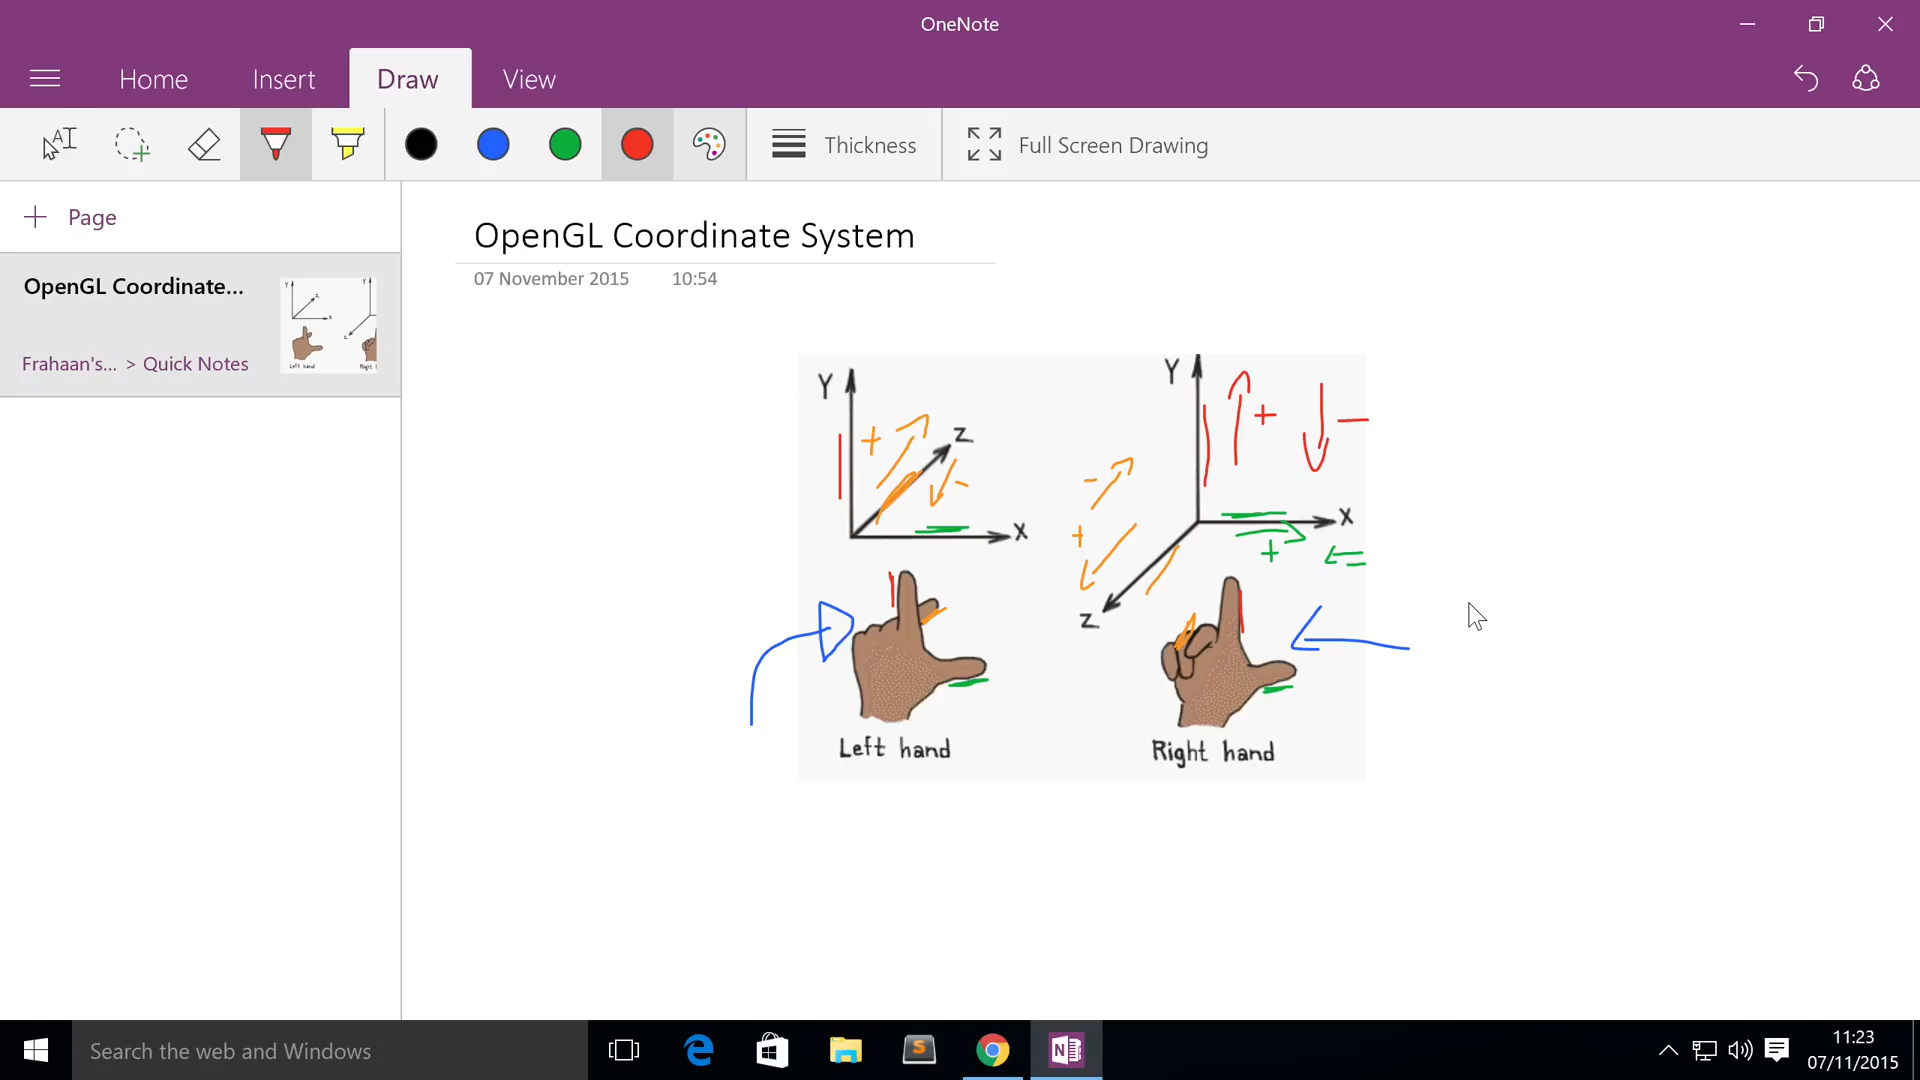 OneNote
Home Insert Draw View
Thickness Full Screen Drawing
Page
OpenGL Coordinate...
Frahaan's... > Quick Notes
OpenGL Coordinate System
07 November 2015 10:54
Y
Z
X
+
-
Left hand
Y
+
-
X
+
-
+
Z
Right hand
Search the web and Windows
11:23
07/11/2015